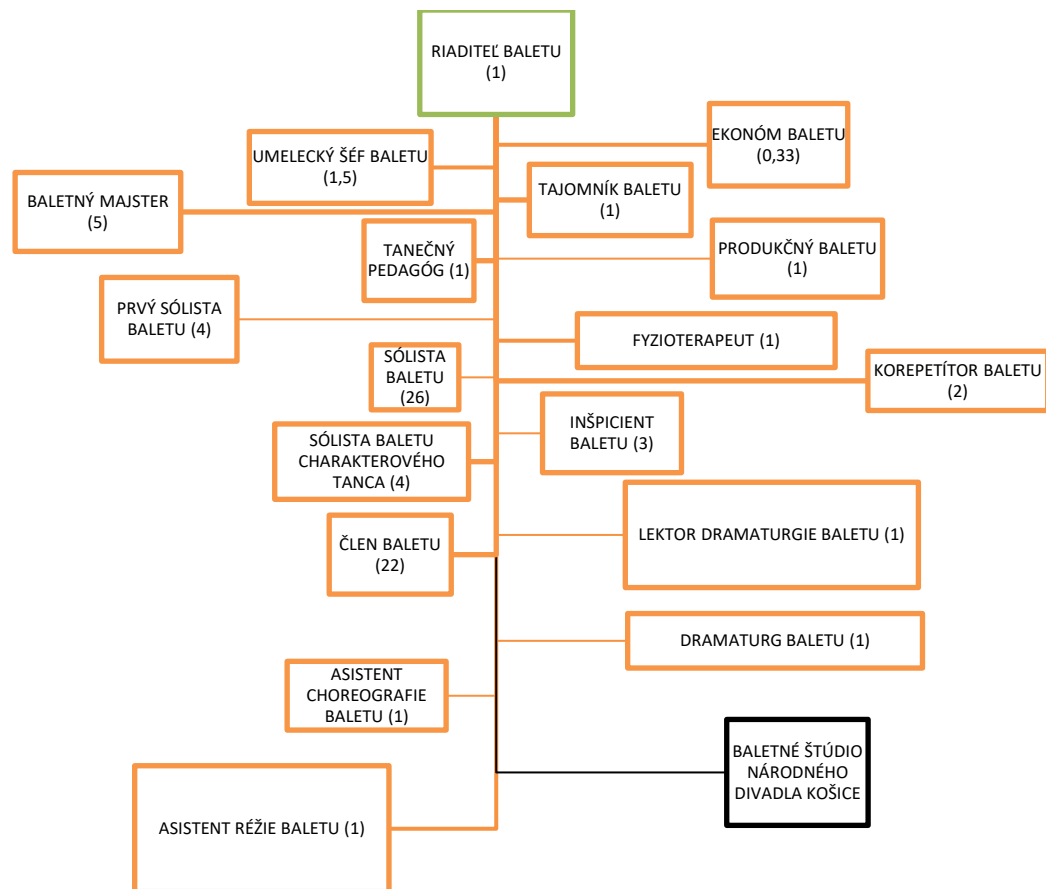 RIADITEĽ BALETU
(1)
EKONÓM BALETU
(0,33)
UMELECKÝ ŠÉF BALETU
(1,5)
TAJOMNÍK BALETU
(1)
BALETNÝ MAJSTER
(5)
TANEČNÝ
PEDAGÓG (1)
PRODUKČNÝ BALETU
(1)
PRVÝ SÓLISTA
BALETU (4)
FYZIOTERAPEUT (1)
SÓLISTA
BALETU
(26)
KOREPETÍTOR BALETU
(2)
INŠPICIENT
BALETU (3)
SÓLISTA BALETU
CHARAKTEROVÉHO
TANCA (4)
LEKTOR DRAMATURGIE BALETU (1)
ČLEN BALETU
(22)
DRAMATURG BALETU (1)
ASISTENT
CHOREOGRAFIE
BALETU (1)
BALETNÉ ŠTÚDIO
NÁRODNÉHO
DIVADLA KOŠICE
ASISTENT RÉŽIE BALETU (1)